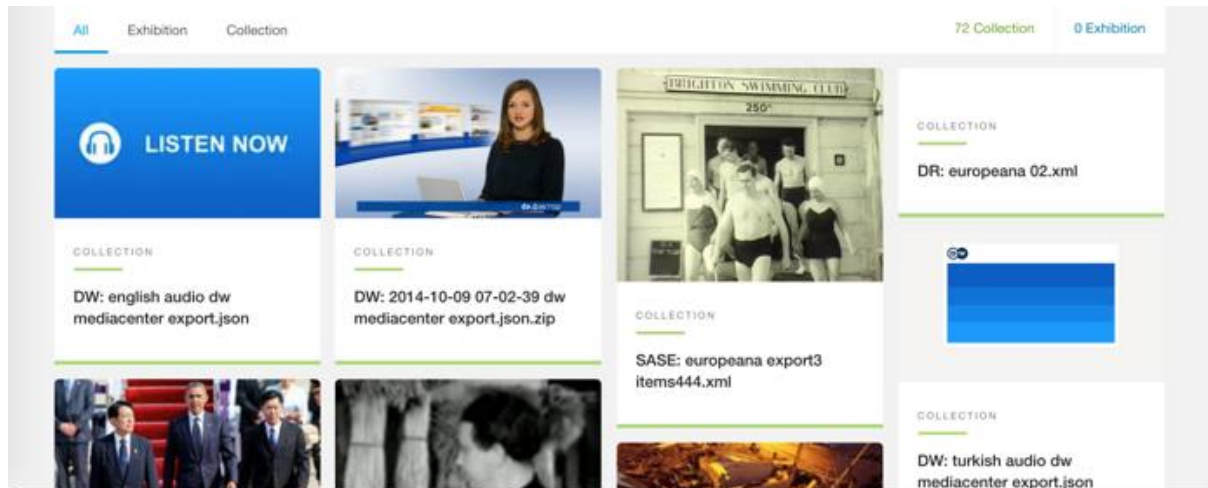 All
Exhibition
Collection
72 Collection
0 Exhibition
LISTEN NOW
COLLECTION
DW: english audio dw
mediacenter export.json
COLLECTION
DW: 2014-10-09 07-02-39 dw
mediacenter export.json.zip
BRIGHTON SWIMMING CLUB
COLLECTION
SASE: europeana export3
items444.xml
COLLECTION
DR: europeana 02.xml
COLLECTION
DW: turkish audio dw
mediacenter export.json